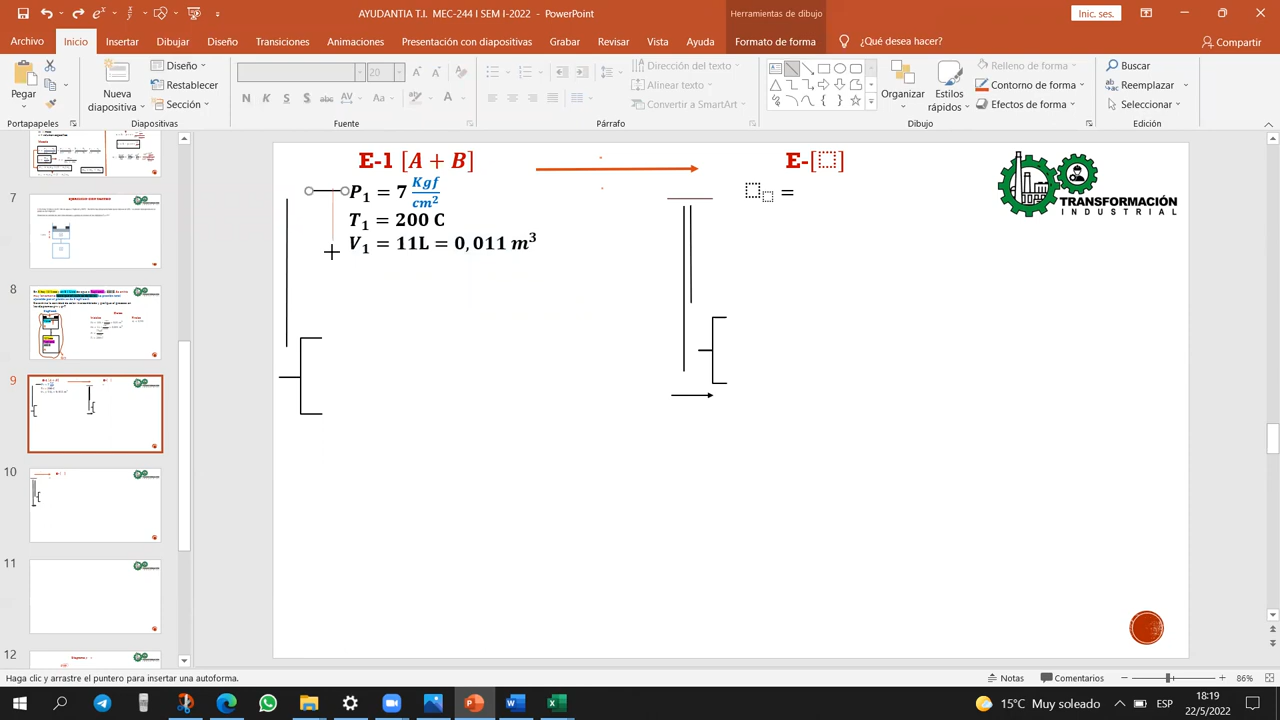 AYUDANTIA T.I. MEC-244 I SEM I-2022 - PowerPoint
Herramientas de dibujo
Inic. ses.
Archivo Inicio Insertar Dibujar Diseño Transiciones Animaciones Presentación con diapositivas Grabar Revisar Vista Ayuda Formato de forma ¿Qué desea hacer? Compartir
Pegar
Nueva diapositiva
Diseño
Restablecer
Sección
20
N K S abc AV Aa A
Dirección del texto
Alinear texto
Convertir a SmartArt
Organizar
Estilos rápidos
Relleno de forma
Contorno de forma
Efectos de forma
Buscar
Reemplazar
Seleccionar
Portapapeles Diapositivas Fuente Párrafo Dibujo Edición
7
8
9
10
11
12
E-1 [A + B]
P₁ = 7 Kgf/cm²
T₁ = 200 C
V₁ = 11L = 0,011 m³
E-[⬚]
⬚⬚ =
TRANSFORMACIÓN
INDUSTRIAL
Haga clic y arrastre el puntero para insertar una autoforma.
Notas Comentarios 86%
15°C Muy soleado
ESP
18:19
22/5/2022